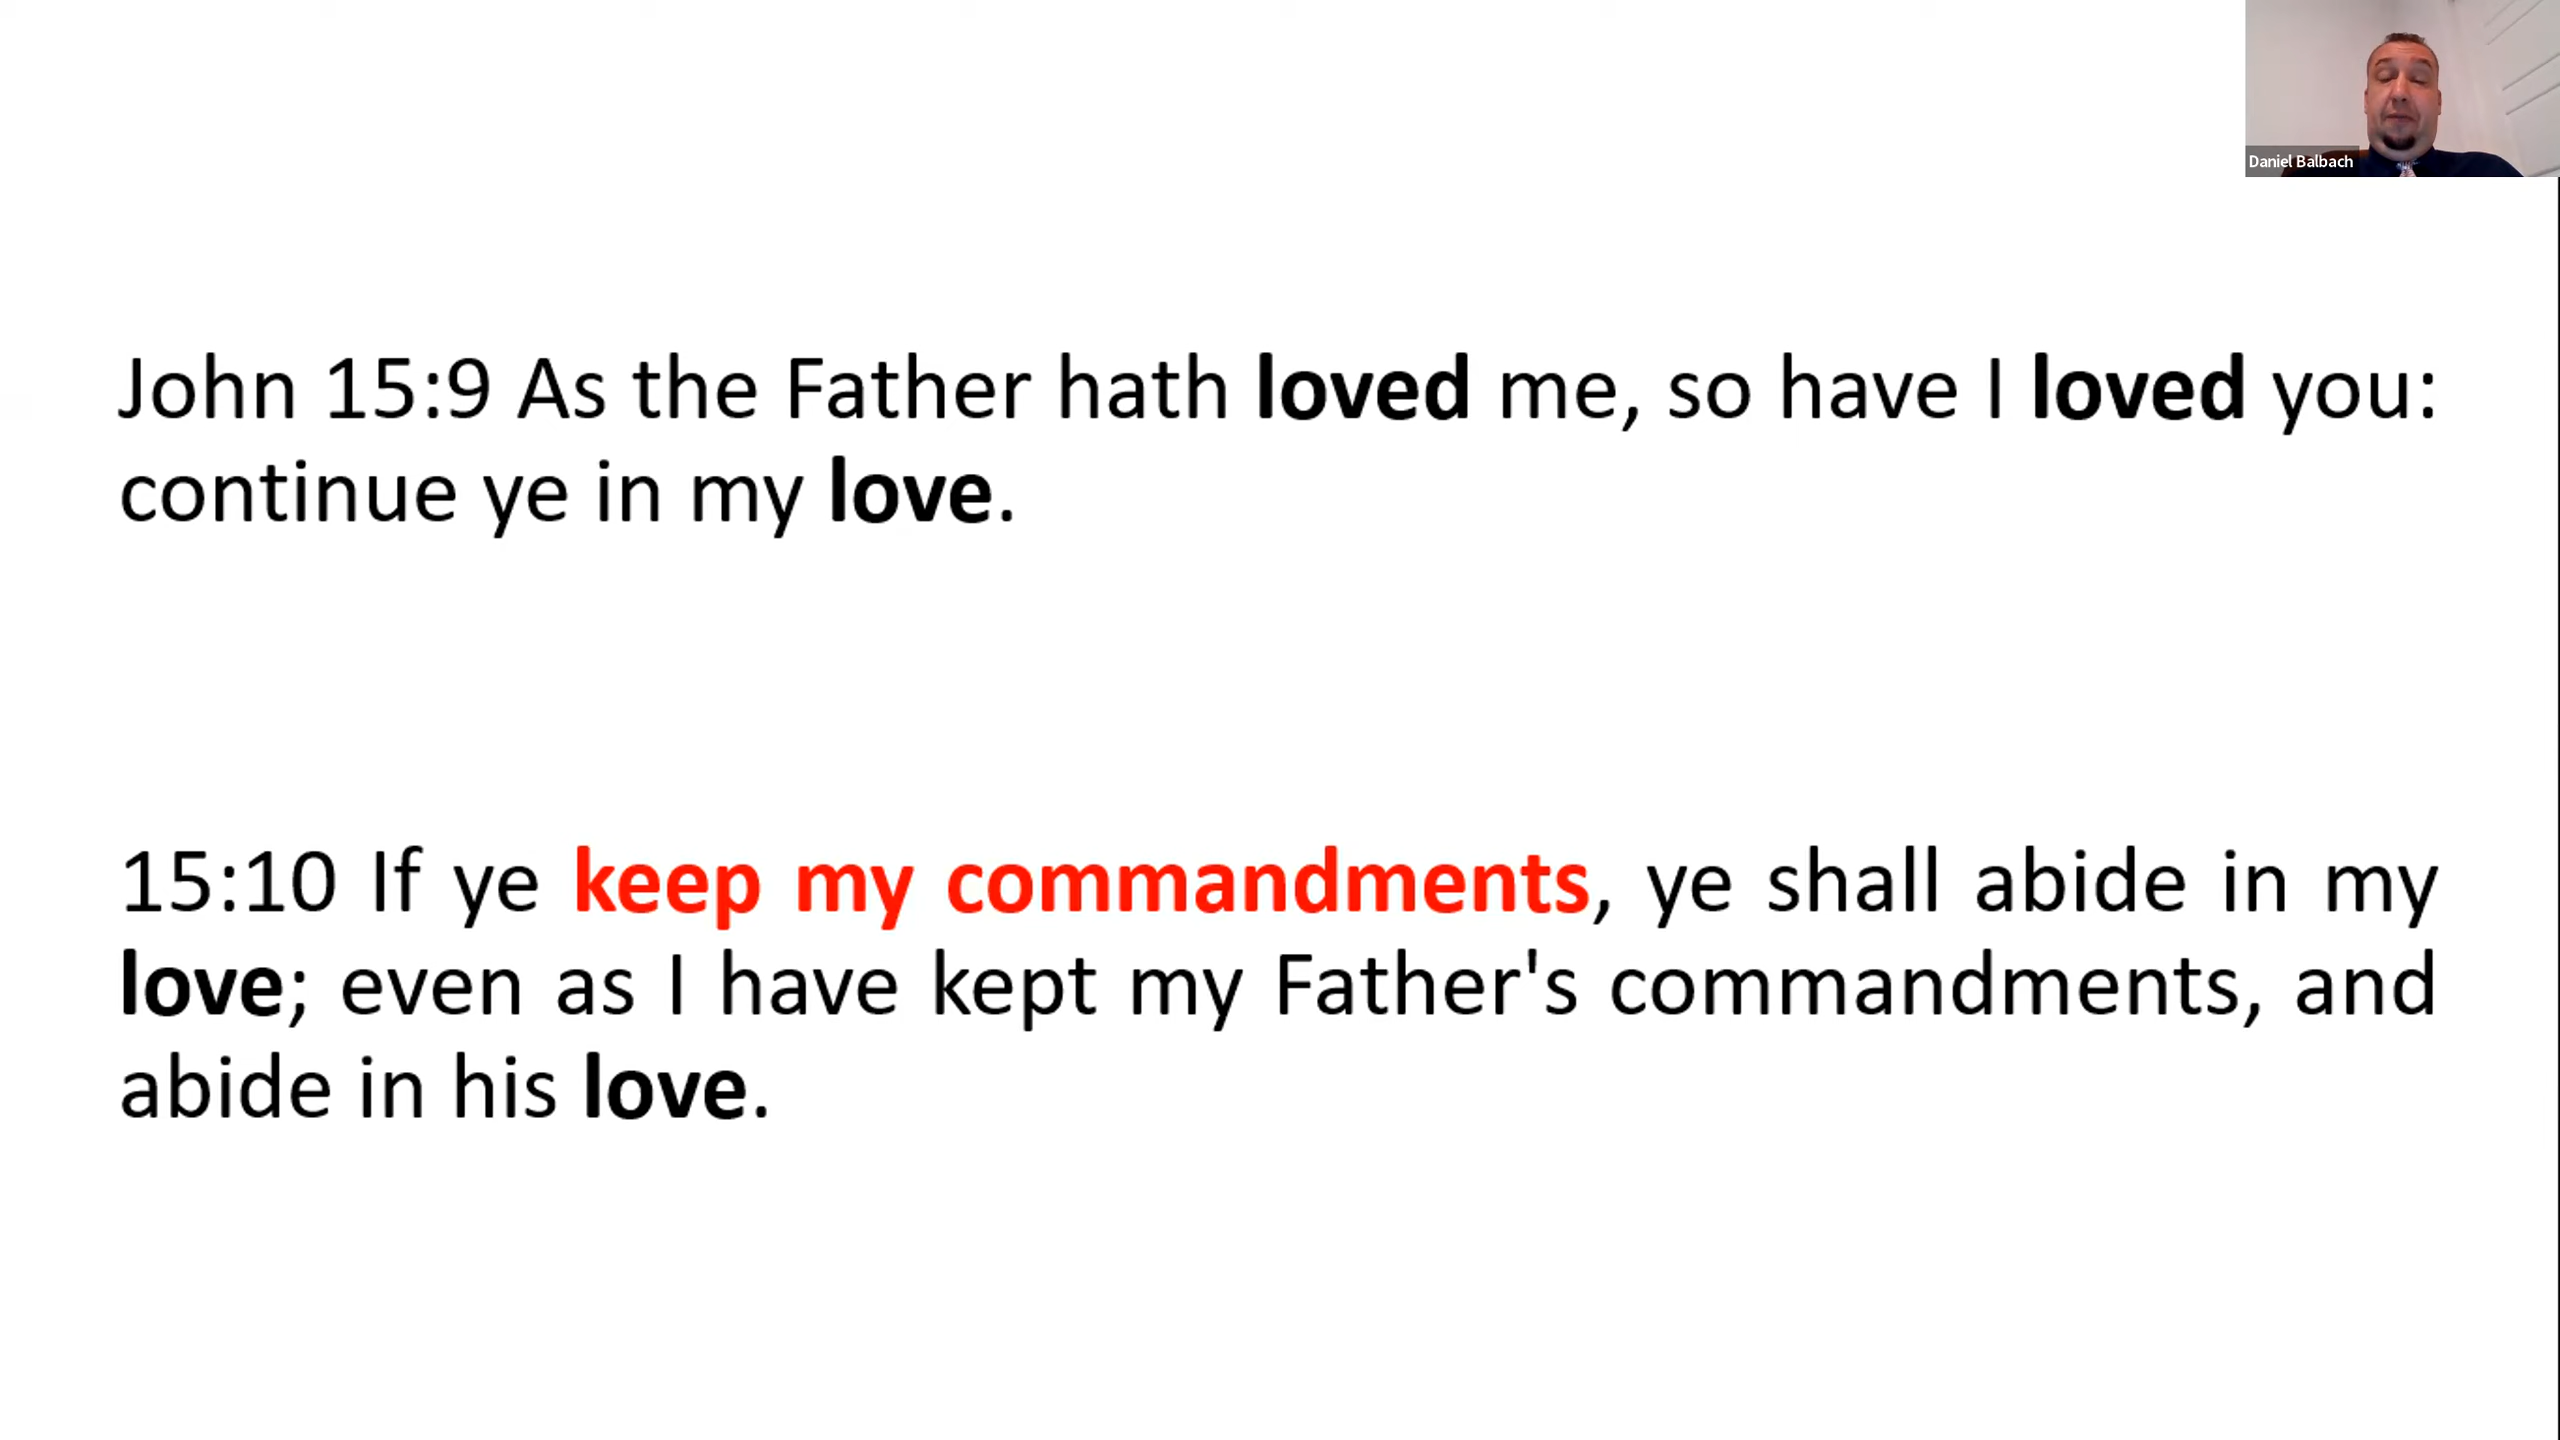 Daniel Balbach
John 15:9 As the Father hath loved me, so have I loved you:
continue ye in my love.
15:10 If ye keep my commandments, ye shall abide in my
love; even as I have kept my Father's commandments, and
abide in his love.